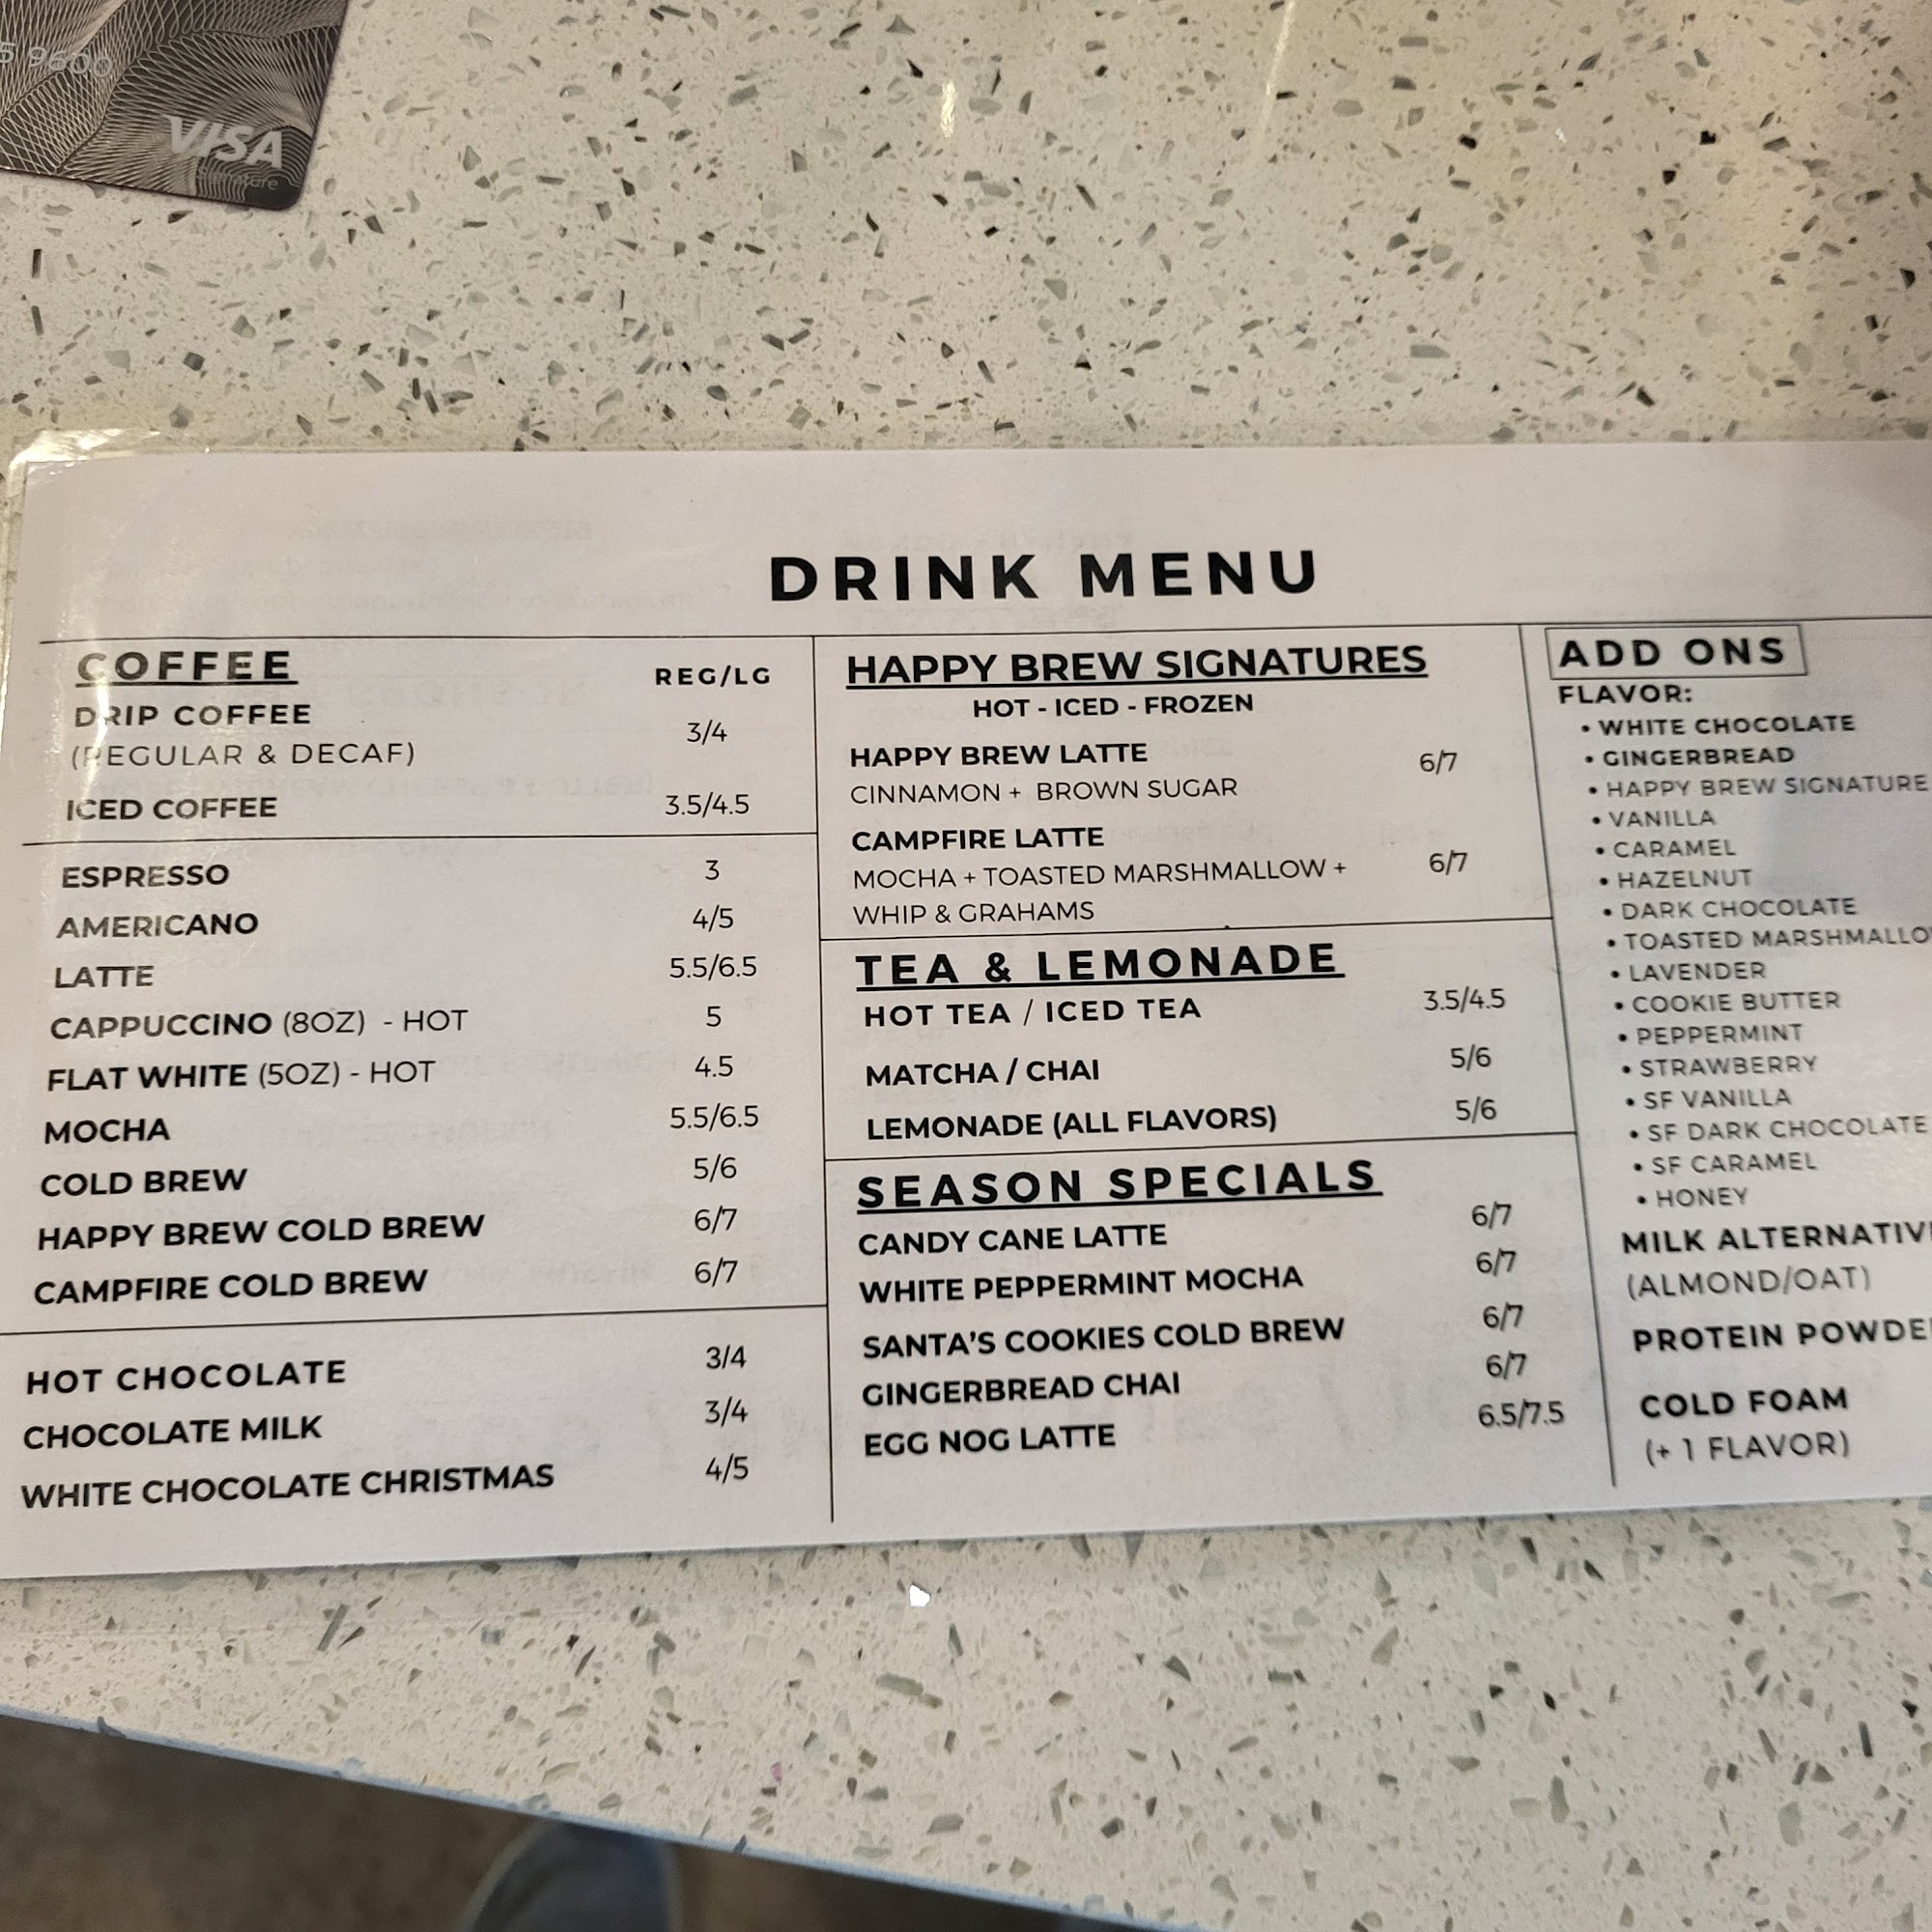 5 9600
VISA
Signature
DRINK MENU
COFFEE
REG/LG
DRIP COFFEE
(REGULAR & DECAF)
3/4
ICED COFFEE 3.5/4.5
ESPRESSO 3
AMERICANO 4/5
LATTE 5.5/6.5
CAPPUCCINO (8OZ) - HOT 5
FLAT WHITE (5OZ) - HOT 4.5
MOCHA 5.5/6.5
COLD BREW 5/6
HAPPY BREW COLD BREW 6/7
CAMPFIRE COLD BREW 6/7
HOT CHOCOLATE 3/4
CHOCOLATE MILK 3/4
WHITE CHOCOLATE CHRISTMAS 4/5
HAPPY BREW SIGNATURES
HOT - ICED - FROZEN
HAPPY BREW LATTE 6/7
CINNAMON + BROWN SUGAR
CAMPFIRE LATTE
MOCHA + TOASTED MARSHMALLOW + 6/7
WHIP & GRAHAMS
TEA & LEMONADE
HOT TEA / ICED TEA 3.5/4.5
MATCHA / CHAI 5/6
LEMONADE (ALL FLAVORS) 5/6
SEASON SPECIALS
CANDY CANE LATTE 6/7
WHITE PEPPERMINT MOCHA 6/7
SANTA'S COOKIES COLD BREW 6/7
GINGERBREAD CHAI 6/7
EGG NOG LATTE 6.5/7.5
ADD ONS
FLAVOR:
• WHITE CHOCOLATE
• GINGERBREAD
• HAPPY BREW SIGNATURE
• VANILLA
• CARAMEL
• HAZELNUT
• DARK CHOCOLATE
• TOASTED MARSHMALLO
• LAVENDER
• COOKIE BUTTER
• PEPPERMINT
• STRAWBERRY
• SF VANILLA
• SF DARK CHOCOLATE
• SF CARAMEL
• HONEY
MILK ALTERNATIV
(ALMOND/OAT)
PROTEIN POWDE
COLD FOAM
(+ 1 FLAVOR)